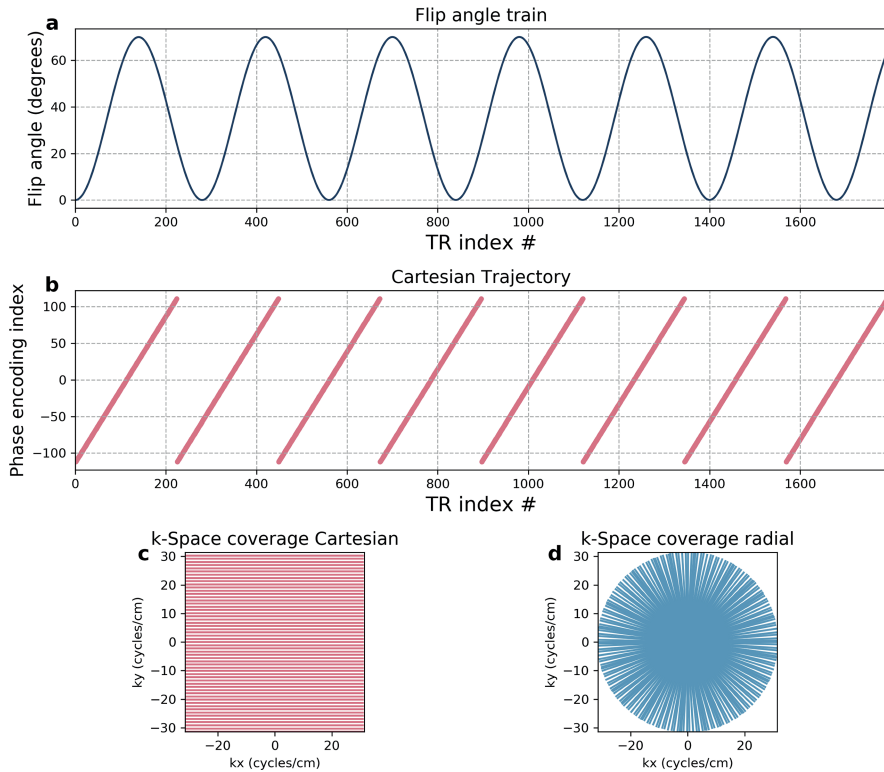 a
Flip angle train
Flip angle (degrees)
60
40
20
0
0 200 400 600 800 1000 1200 1400 1600
TR index #
b
Cartesian Trajectory
Phase encoding index
100
50
0
−50
−100
0 200 400 600 800 1000 1200 1400 1600
TR index #
c
k-Space coverage Cartesian
ky (cycles/cm)
30
20
10
0
−10
−20
−30
−20 0 20
kx (cycles/cm)
d
k-Space coverage radial
ky (cycles/cm)
30
20
10
0
−10
−20
−30
−20 0 20
kx (cycles/cm)